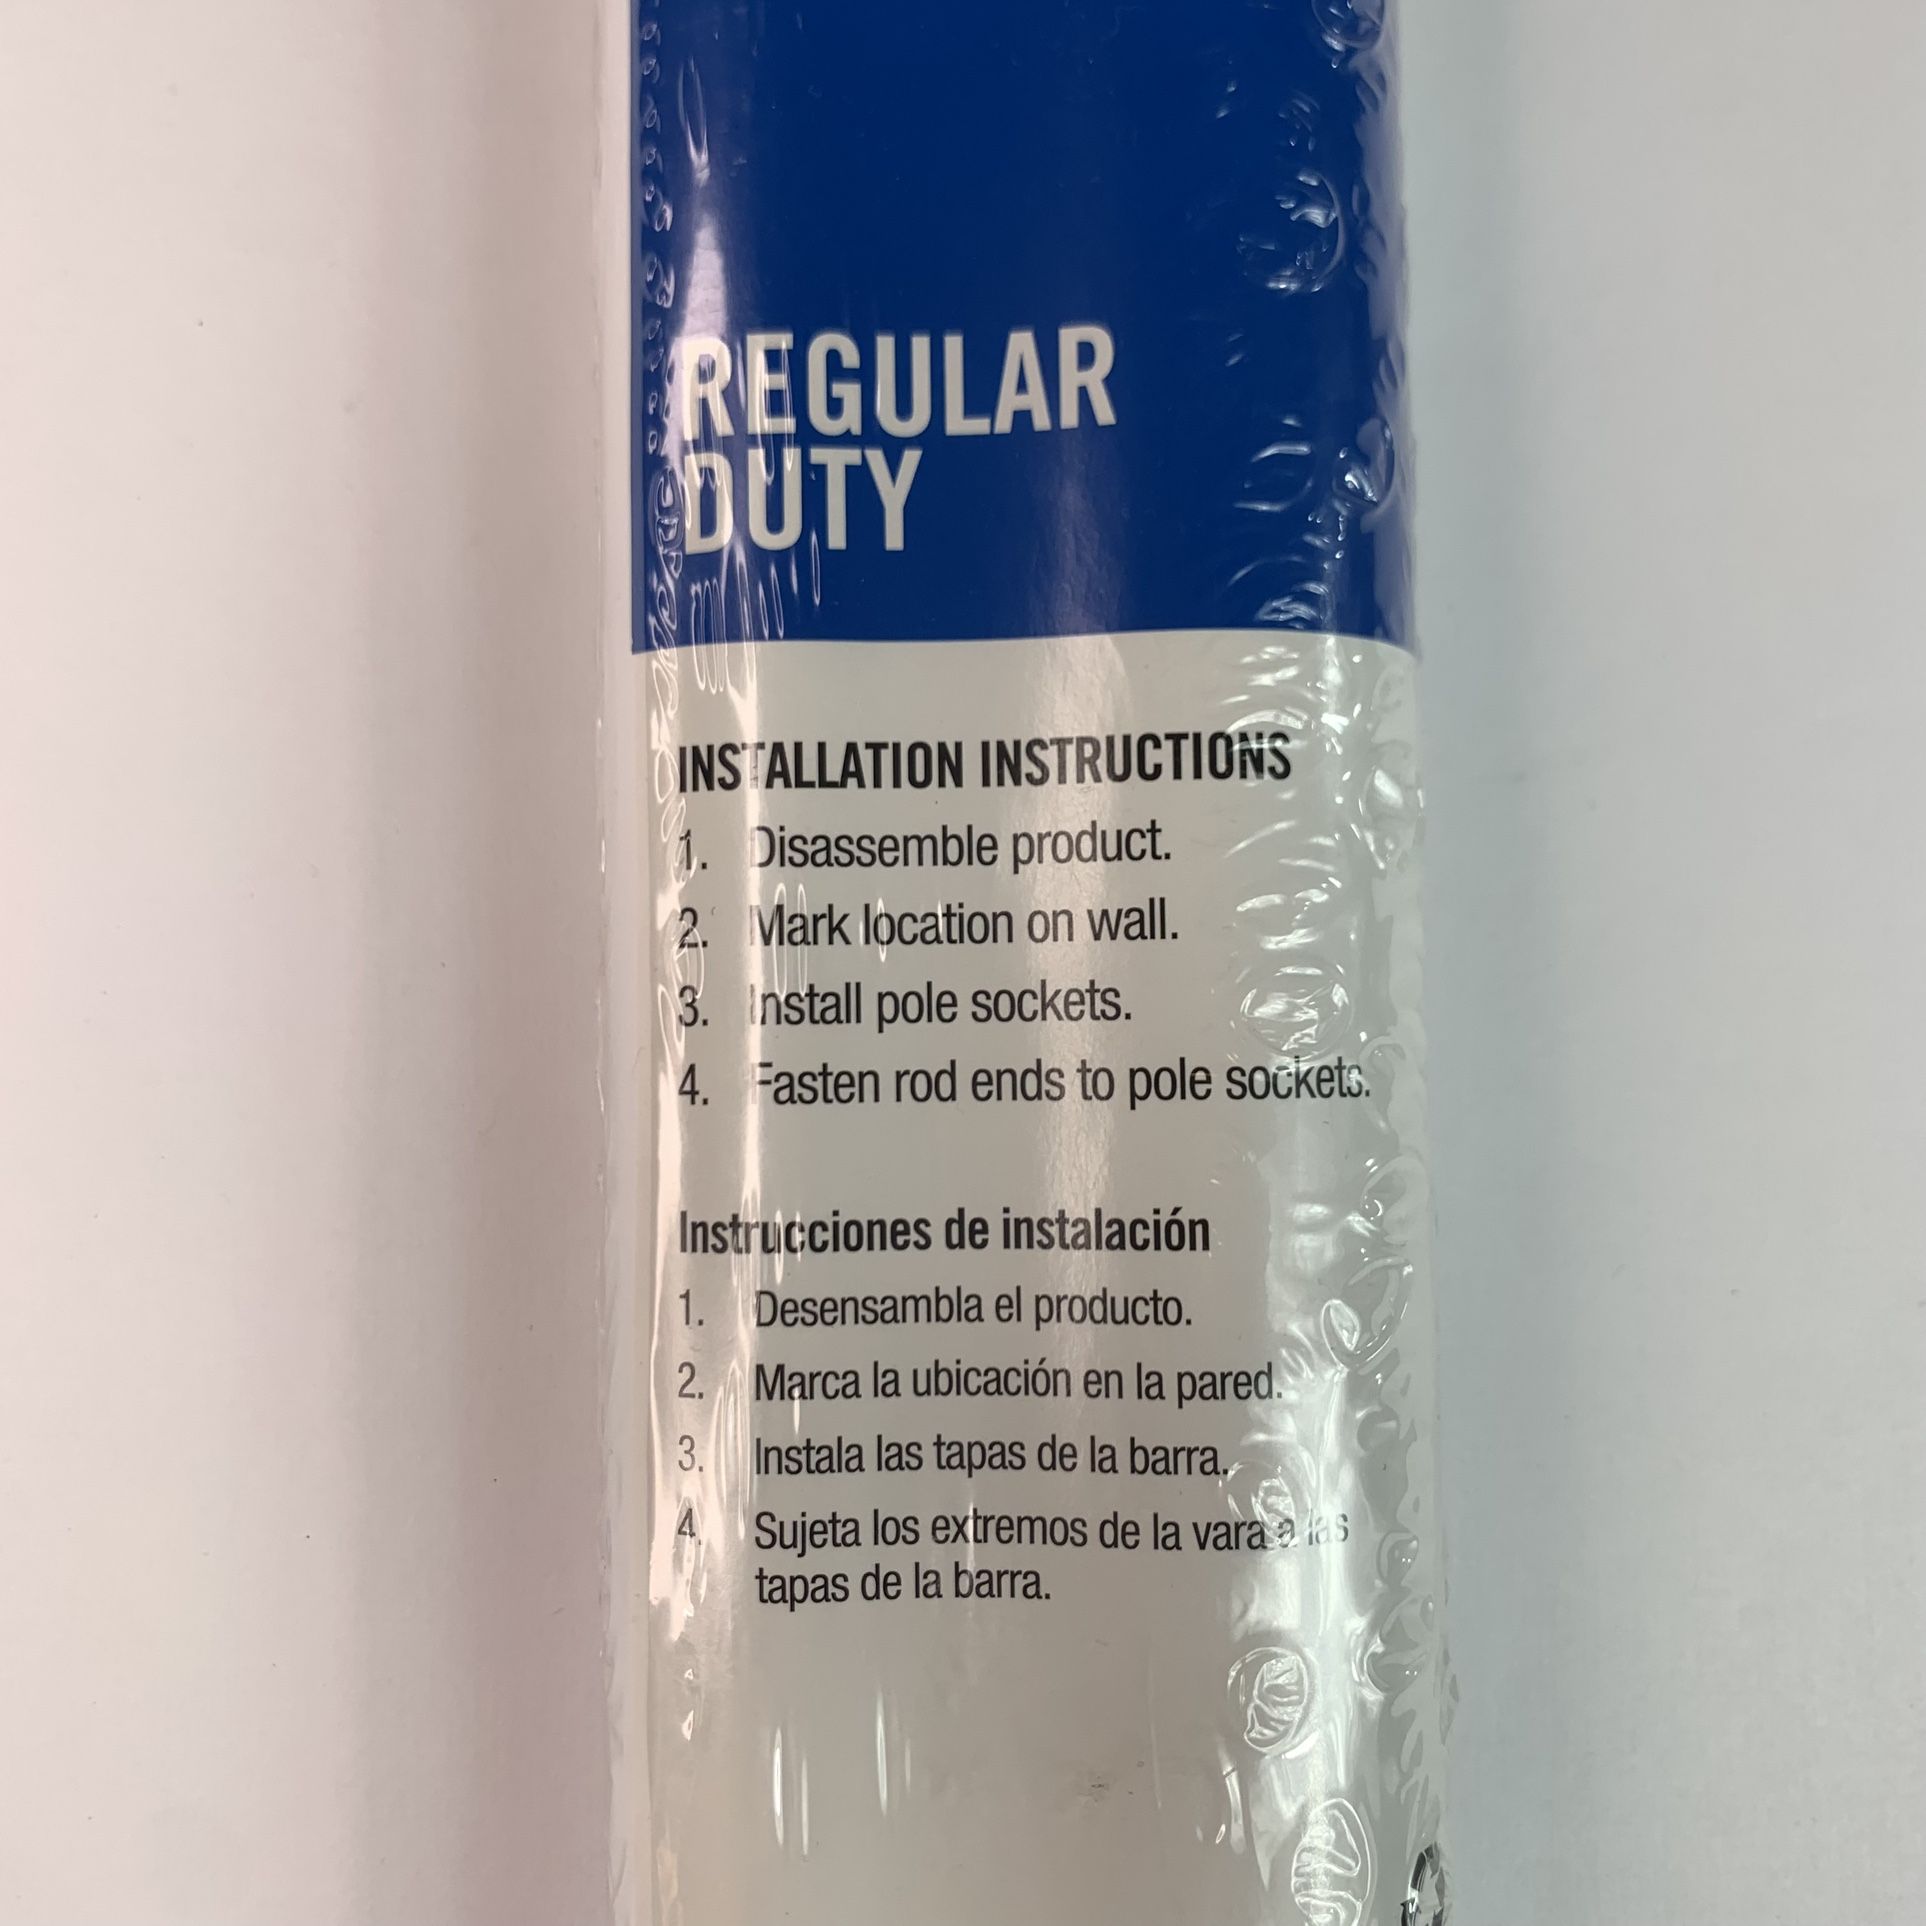 REGULAR
DUTY
INSTALLATION INSTRUCTIONS
1. Disassemble product.
2. Mark location on wall.
3. Install pole sockets.
4. Fasten rod ends to pole sockets.
Instrucciones de instalación
1. Desensambla el producto.
2. Marca la ubicación en la pared.
3. Instala las tapas de la barra.
4. Sujeta los extremos de la vara a las
tapas de la barra.